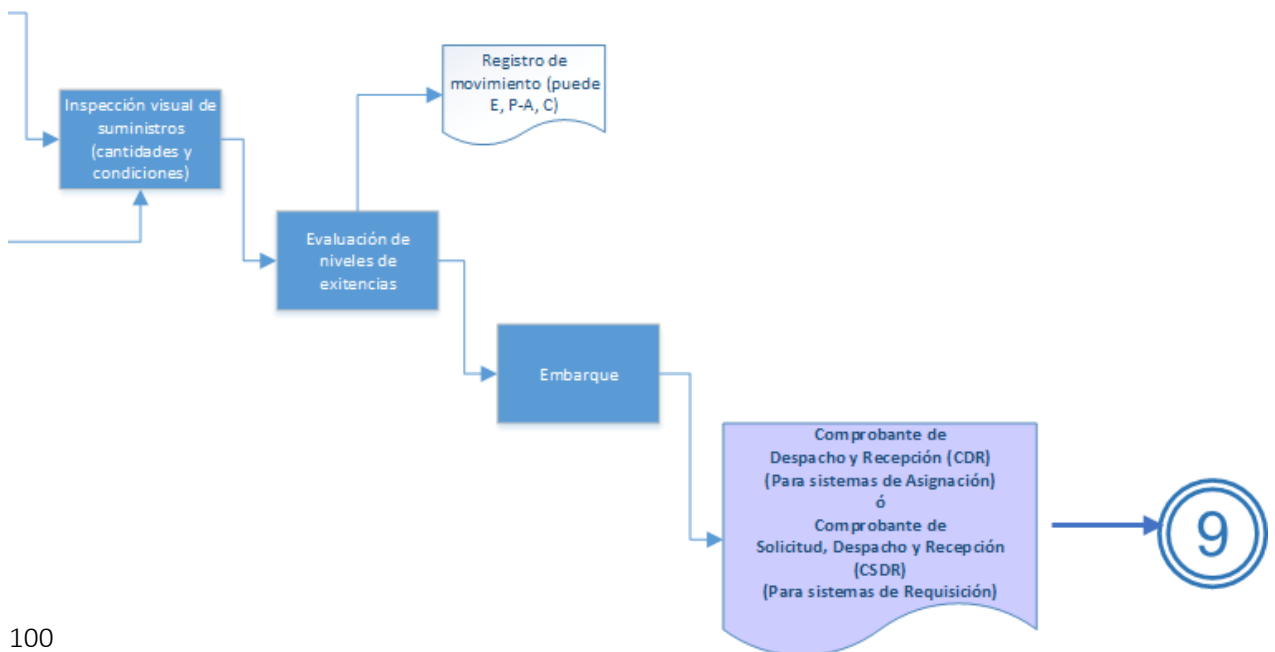 Registro de
movimiento (puede
E, P-A, C)
Inspección visual de
suministros
(cantidades y
condiciones)
Evaluación de
niveles de
exitencias
Embarque
Comprobante de
Despacho y Recepción (CDR)
(Para sistemas de Asignación)
ó
Comprobante de
Solicitud, Despacho y Recepción
(CSDR)
(Para sistemas de Requisición)
9
100